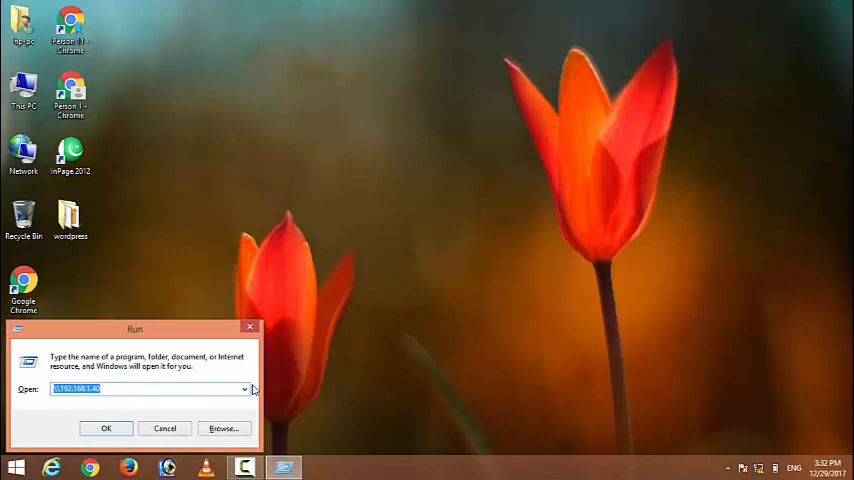 hp-pc
Person 11 -
Chrome
This PC
Person 1 -
Chrome
Network
InPage 2012
Recycle Bin
wordpress
Google
Chrome
Run
Type the name of a program, folder, document, or Internet
resource, and Windows will open it for you.
Open:
\\192.168.1.40
OK
Cancel
Browse...
ENG
3:32 PM
12/29/2017